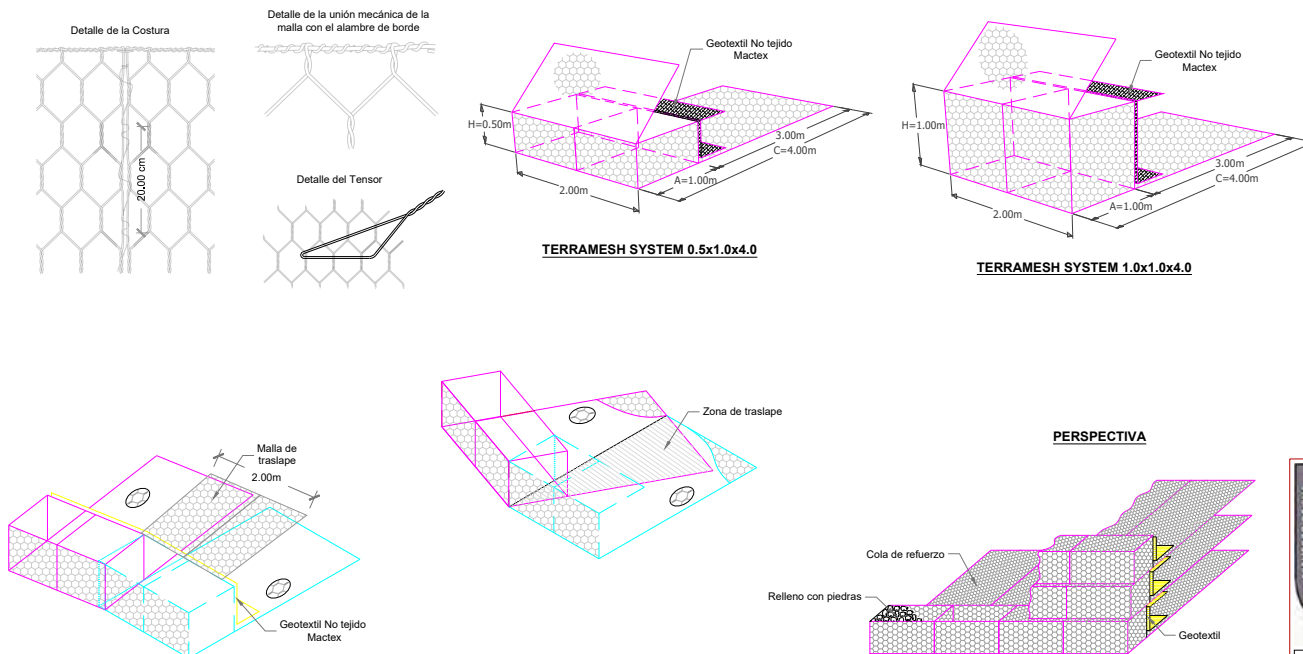 Detalle de la Costura
20.00 cm
Detalle de la unión mecánica de la
malla con el alambre de borde
Detalle del Tensor
Geotextil No tejido
Mactex
H=0.50m
2.00m
A=1.00m
3.00m
C=4.00m
TERRAMESH SYSTEM 0.5x1.0x4.0
Geotextil No tejido
Mactex
H=1.00m
2.00m
A=1.00m
3.00m
C=4.00m
TERRAMESH SYSTEM 1.0x1.0x4.0
Malla de
traslape
2.00m
Geotextil No tejido
Mactex
Zona de traslape
PERSPECTIVA
Cola de refuerzo
Relleno con piedras
Geotextil